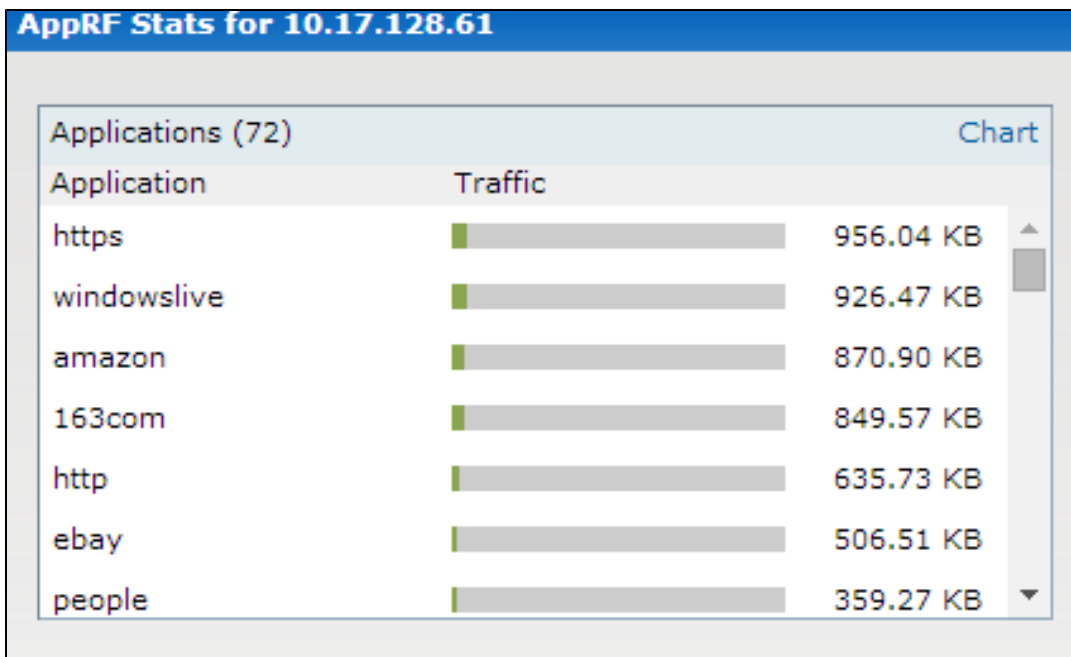 AppRF Stats for 10.17.128.61
Applications (72) Chart
Application Traffic
https 956.04 KB
windowslive 926.47 KB
amazon 870.90 KB
163com 849.57 KB
http 635.73 KB
ebay 506.51 KB
people 359.27 KB